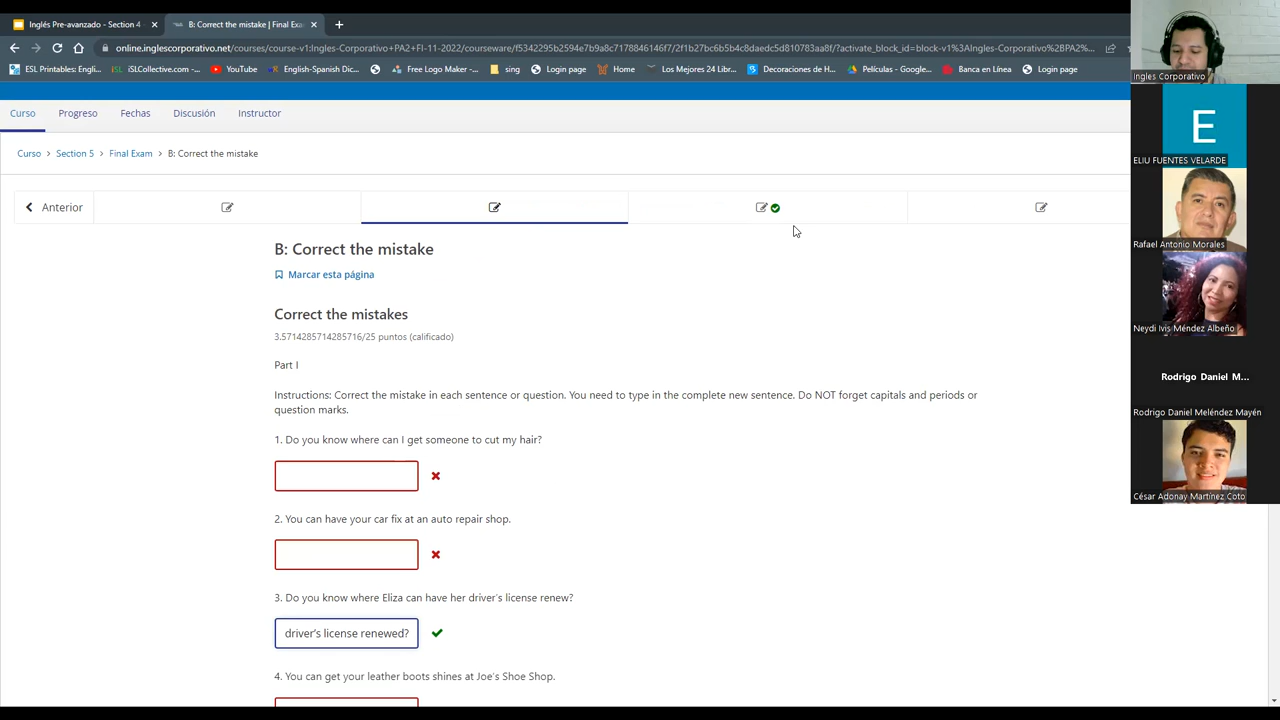 Inglés Pre-avanzado - Section 4 -
B: Correct the mistake | Final Exa
online.inglescorporativo.net/courses/course-v1:Ingles-Corporativo+PA2+FI-11-2022/courseware/f5342295b2594e7b9a8c7178846146f7/2f1b27bc6b5b4c8daedc5d810783aa8f/?activate_block_id=block-v1%3AIngles-Corporativo%2BPA2%...
ESL Printables: Engli...
iSLCollective.com -...
YouTube
English-Spanish Dic...
Free Logo Maker -...
sing
Login page
Home
Los Mejores 24 Libr...
Decoraciones de H...
Películas - Google...
Banca en Línea
Login page
Curso
Progreso
Fechas
Discusión
Instructor
Curso > Section 5 > Final Exam > B: Correct the mistake
Anterior
B: Correct the mistake
Marcar esta página
Correct the mistakes
3.5714285714285716/25 puntos (calificado)
Part I
Instructions: Correct the mistake in each sentence or question. You need to type in the complete new sentence. Do NOT forget capitals and periods or
question marks.
1. Do you know where can I get someone to cut my hair?
2. You can have your car fix at an auto repair shop.
3. Do you know where Eliza can have her driver's license renew?
driver's license renewed?
4. You can get your leather boots shines at Joe's Shoe Shop.
Ingles Corporativo
E
ELIU FUENTES VELARDE
Rafael Antonio Morales
Neydi Ivis Méndez Albeño
Rodrigo Daniel M...
Rodrigo Daniel Meléndez Mayén
César Adonay Martínez Coto